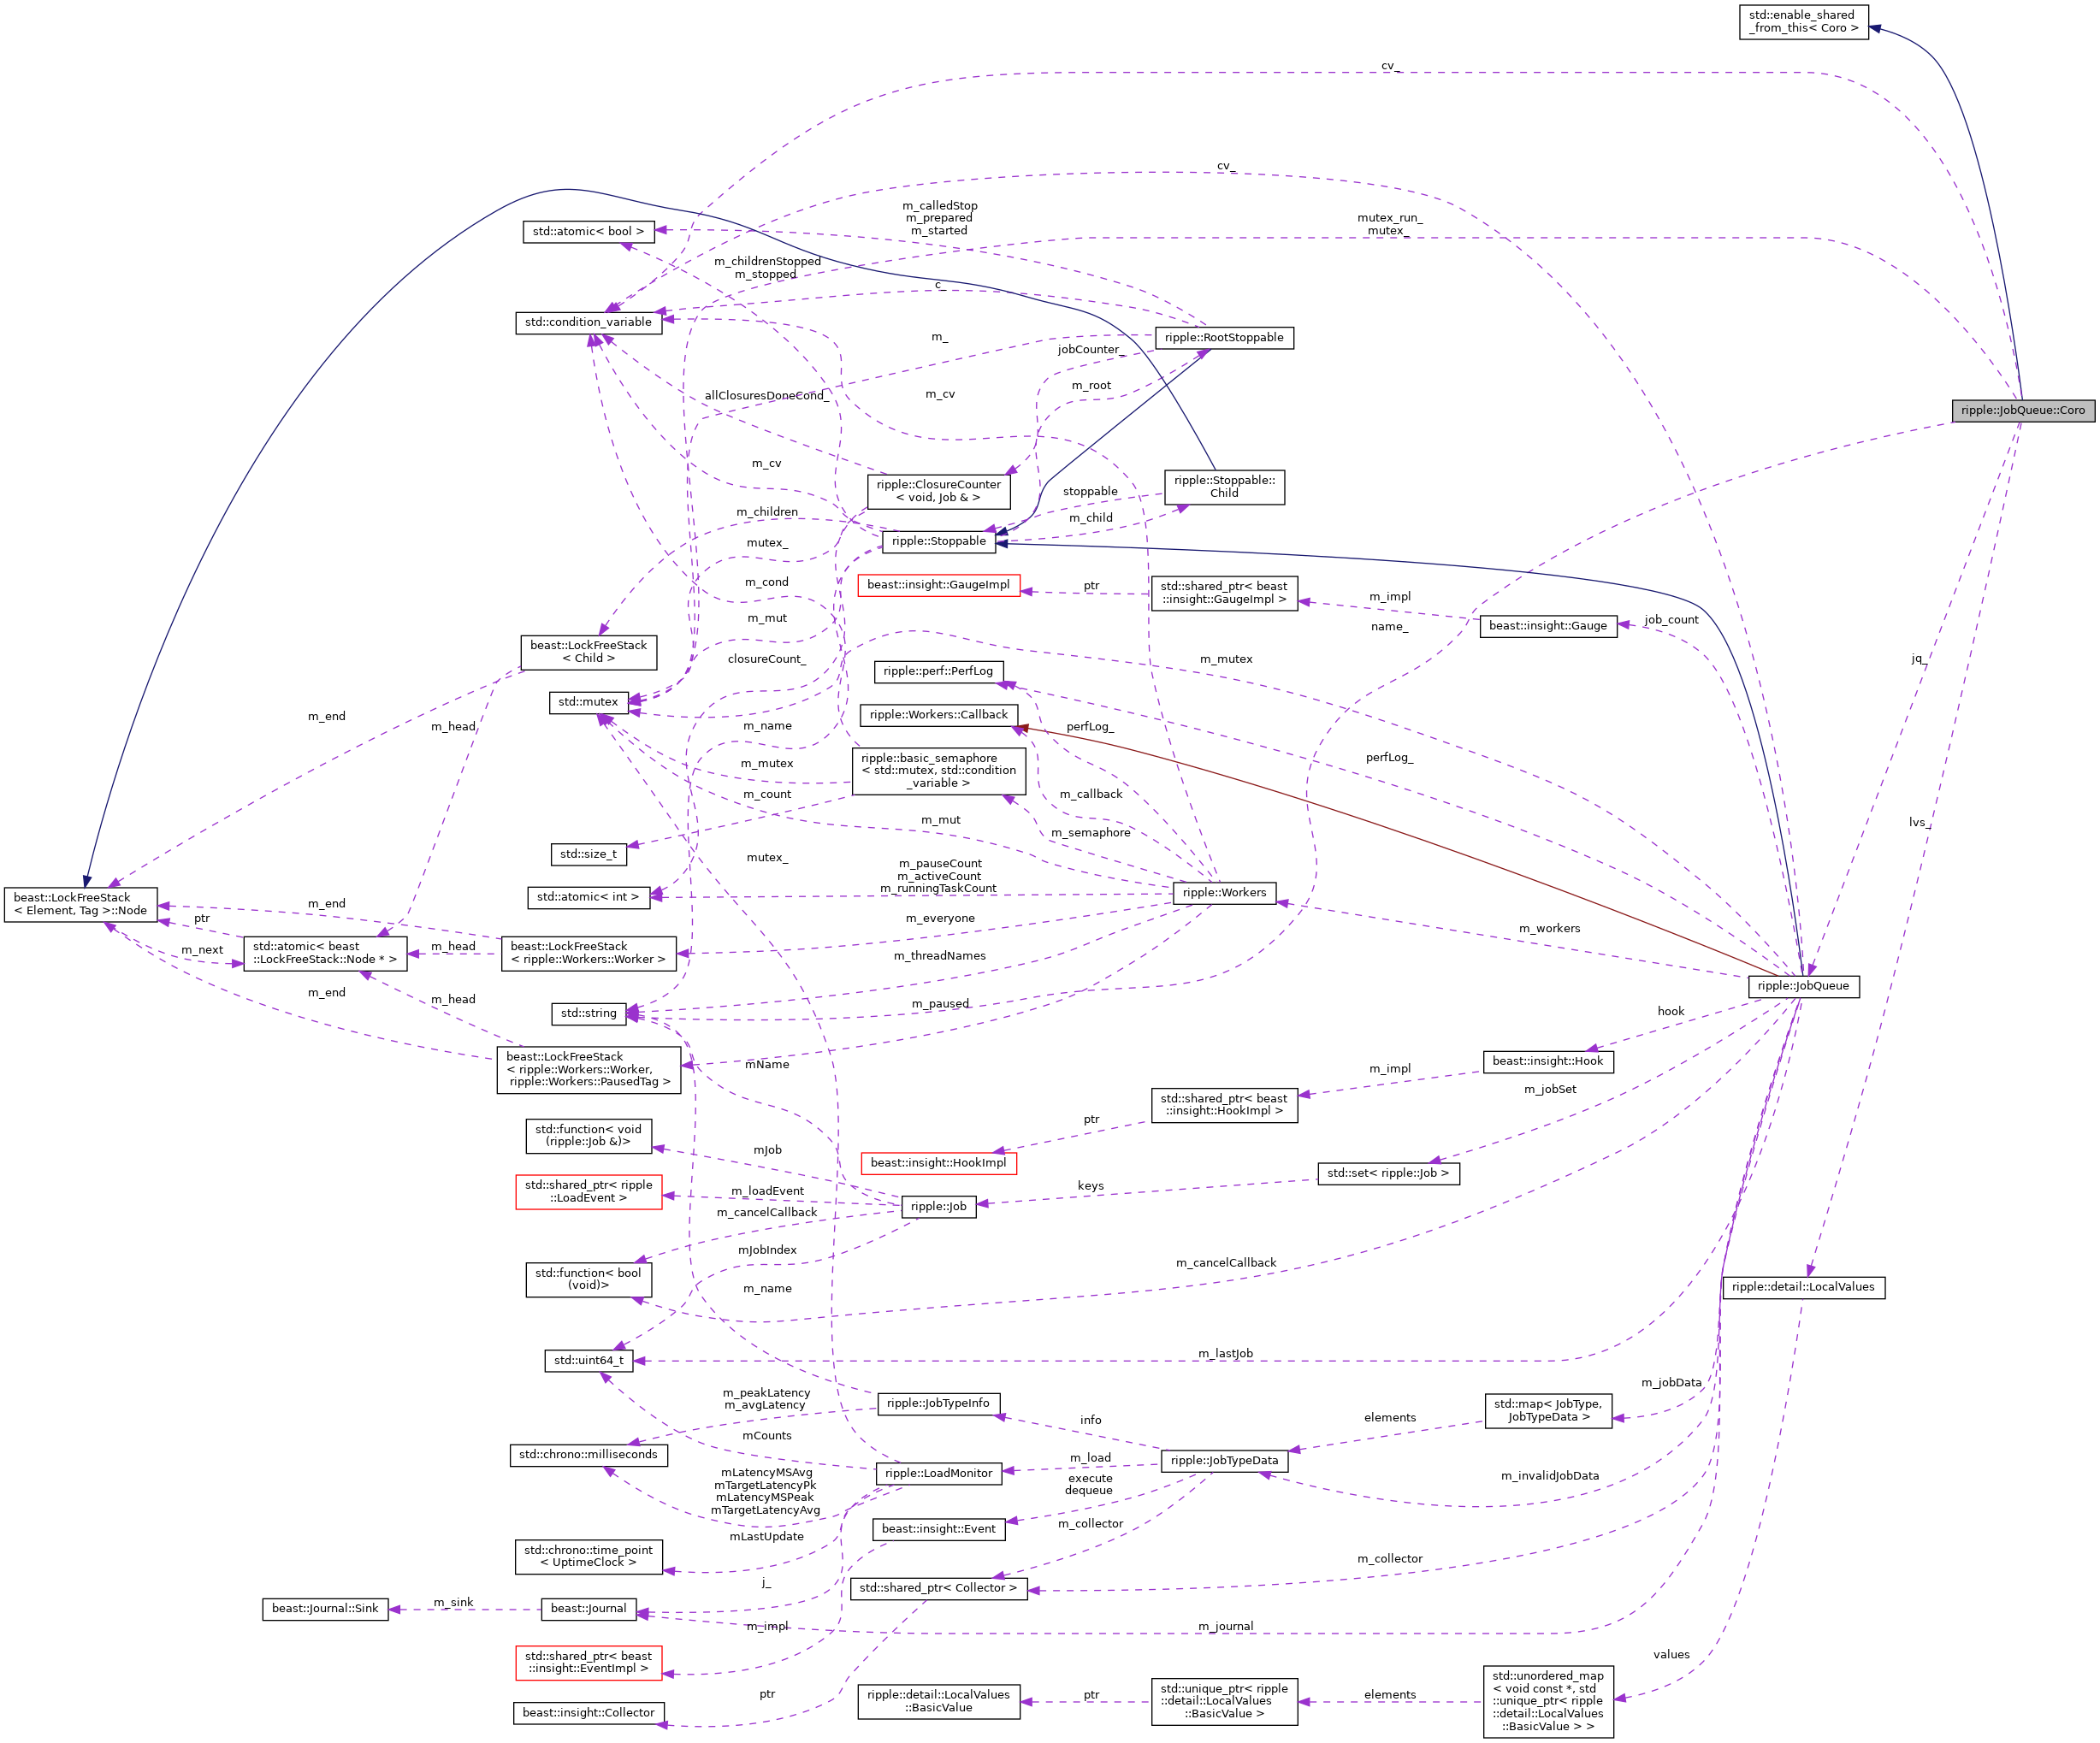 std::enable_shared
_from_this< Coro >
cv_
cv_
m_calledStop
m_prepared
m_started
mutex_run_
mutex_
std::atomic< bool >
m_childrenStopped
m_stopped
c_
std::condition_variable
m_
ripple::RootStoppable
jobCounter_
m_root
allClosuresDoneCond_
m_cv
ripple::JobQueue::Coro
m_cv
ripple::ClosureCounter
< void, Job & >
stoppable
ripple::Stoppable::
Child
m_children
m_child
mutex_
ripple::Stoppable
m_cond
beast::insight::GaugeImpl
ptr
std::shared_ptr< beast
::insight::GaugeImpl >
m_impl
m_mut
beast::insight::Gauge
job_count
name_
beast::LockFreeStack
< Child >
closureCount_
ripple::perf::PerfLog
m_mutex
jq_
std::mutex
m_end
m_head
m_name
ripple::Workers::Callback
perfLog_
perfLog_
m_mutex
ripple::basic_semaphore
< std::mutex, std::condition
_variable >
m_count
m_callback
m_mut
m_semaphore
lvs_
std::size_t
mutex_
m_pauseCount
m_activeCount
m_runningTaskCount
ripple::Workers
std::atomic< int >
beast::LockFreeStack
< Element, Tag >::Node
m_end
ptr
m_everyone
m_workers
m_next
std::atomic< beast
::LockFreeStack::Node * >
m_head
beast::LockFreeStack
< ripple::Workers::Worker >
m_threadNames
m_end
m_head
std::string
m_paused
ripple::JobQueue
hook
beast::LockFreeStack
< ripple::Workers::Worker,
ripple::Workers::PausedTag >
mName
m_impl
beast::insight::Hook
std::shared_ptr< beast
::insight::HookImpl >
m_jobSet
std::function< void
(ripple::Job &)>
ptr
mJob
beast::insight::HookImpl
std::set< ripple::Job >
std::shared_ptr< ripple
::LoadEvent >
m_loadEvent
keys
ripple::Job
m_cancelCallback
mJobIndex
std::function< bool
(void)>
m_cancelCallback
m_name
ripple::detail::LocalValues
std::uint64_t
m_lastJob
m_peakLatency
m_avgLatency
ripple::JobTypeInfo
m_jobData
std::map< JobType,
JobTypeData >
info
elements
mCounts
std::chrono::milliseconds
m_load
ripple::JobTypeData
mLatencyMSAvg
mTargetLatencyPk
mLatencyMSPeak
mTargetLatencyAvg
ripple::LoadMonitor
execute
dequeue
m_invalidJobData
mLastUpdate
beast::insight::Event
m_collector
std::chrono::time_point
< UptimeClock >
m_collector
j_
std::shared_ptr< Collector >
beast::Journal::Sink
m_sink
beast::Journal
m_impl
m_journal
std::shared_ptr< beast
::insight::EventImpl >
values
ptr
ripple::detail::LocalValues
::BasicValue
ptr
std::unique_ptr< ripple
::detail::LocalValues
::BasicValue >
elements
std::unordered_map
< void const *, std
::unique_ptr< ripple
::detail::LocalValues
::BasicValue > >
beast::insight::Collector